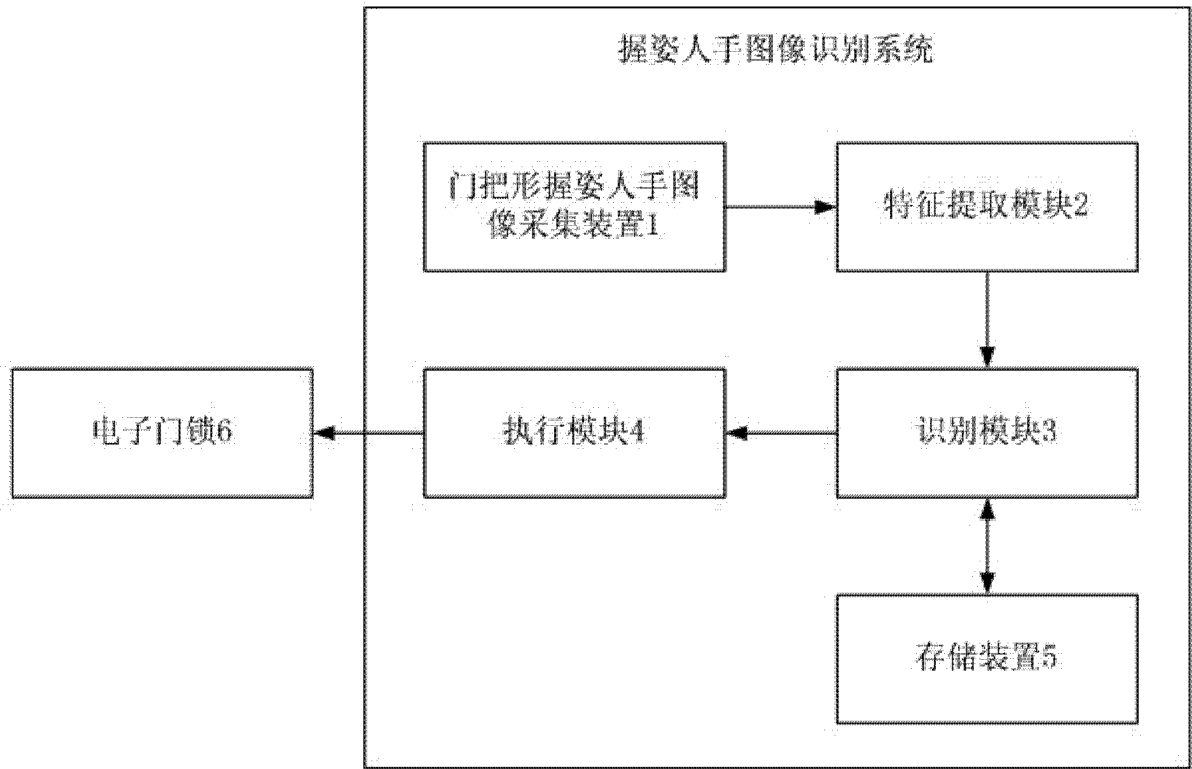 握姿人手图像识别系统
门把形握姿人手图
像采集装置1
特征提取模块2
电子门锁6
执行模块4
识别模块3
存储装置5